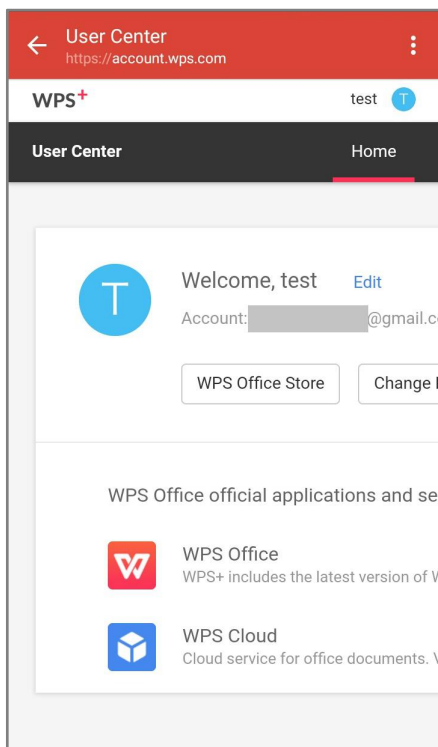 User Center
https://account.wps.com
WPS+ test T
User Center Home
T
Welcome, test Edit
Account: @gmail.c
WPS Office Store Change
WPS Office official applications and se
WPS Office
WPS+ includes the latest version of
WPS Cloud
Cloud service for office documents.